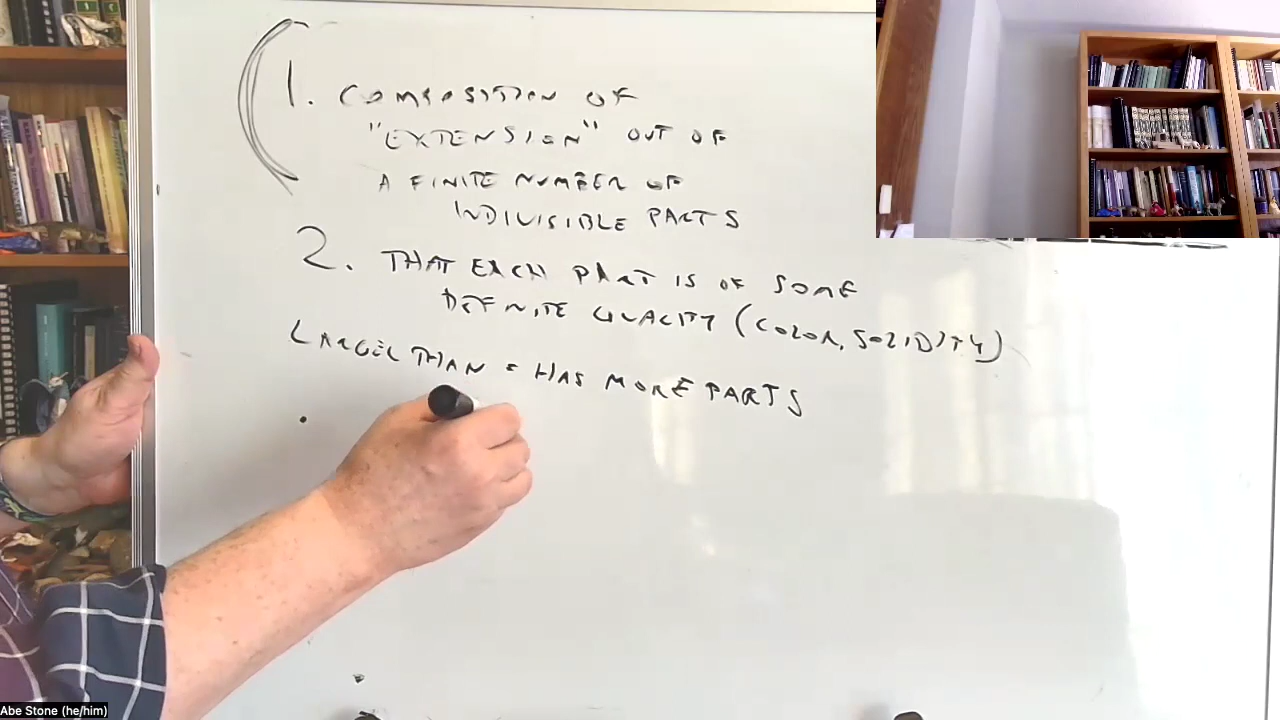 1. COMPOSITION OF
"EXTENSION" OUT OF
A FINITE NUMBER OF
INDIVISIBLE PARTS
2. THAT EACH PART IS OF SOME
DEFINITE QUALITY (COLOR, SOLIDITY)
LARGER THAN = HAS MORE PARTS
Abe Stone (he/him)